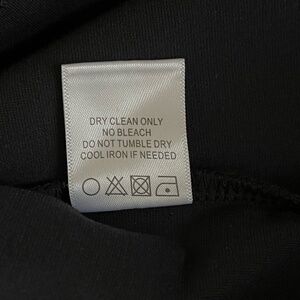 DRY CLEAN ONLY
NO BLEACH
DO NOT TUMBLE DRY
COOL IRON IF NEEDED